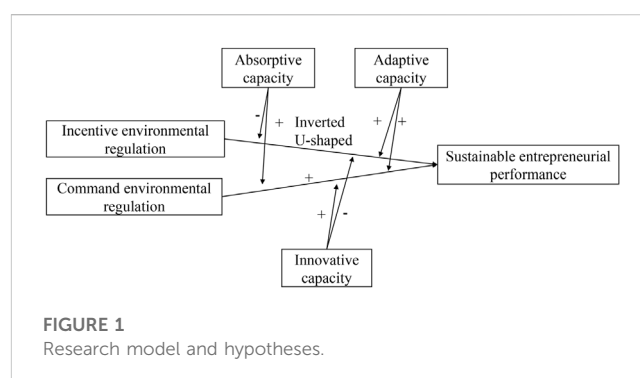 Absorptive
capacity
Adaptive
capacity
-
+
Inverted
U-shaped
+
+
Incentive environmental
regulation
Sustainable entrepreneurial
performance
Command environmental
regulation
+
+
-
Innovative
capacity
FIGURE 1
Research model and hypotheses.